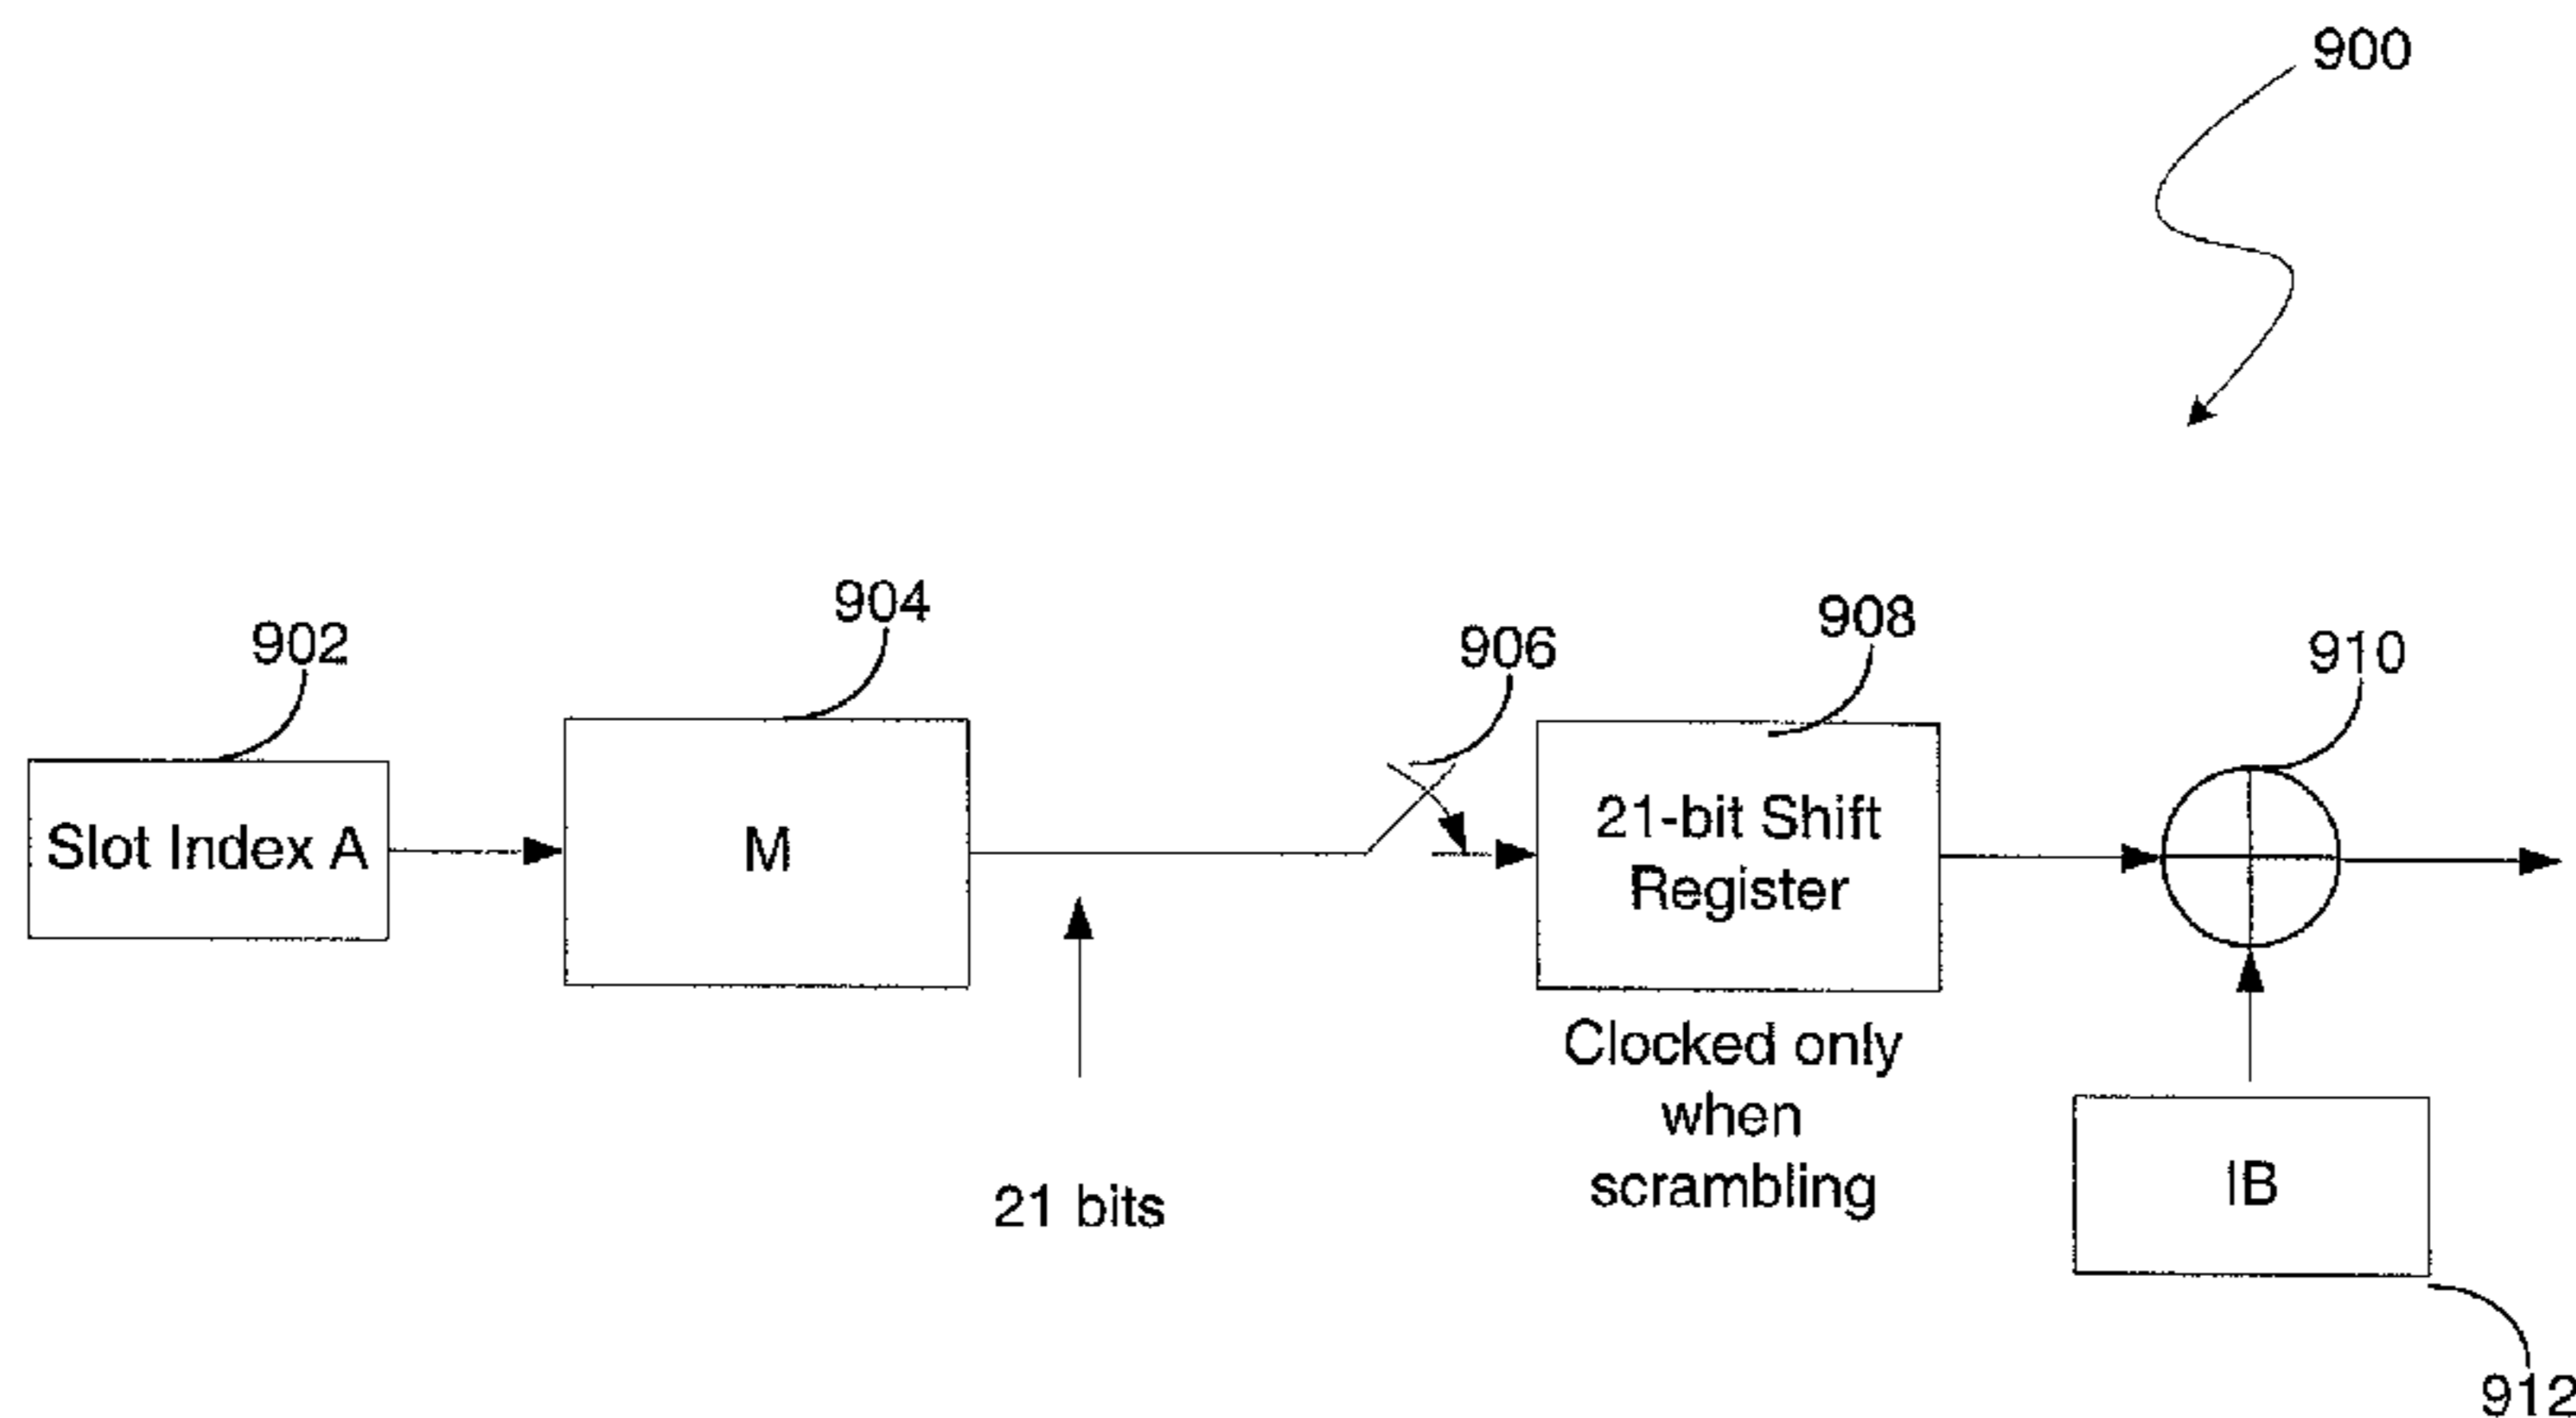 900
904
908
902
906
910
Slot Index A
M
21-bit Shift
Register
Clocked only
when
scrambling
21 bits
IB
912